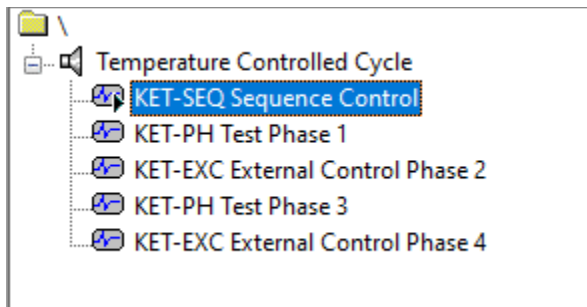 \
Temperature Controlled Cycle
KET-SEQ Sequence Control
KET-PH Test Phase 1
KET-EXC External Control Phase 2
KET-PH Test Phase 3
KET-EXC External Control Phase 4